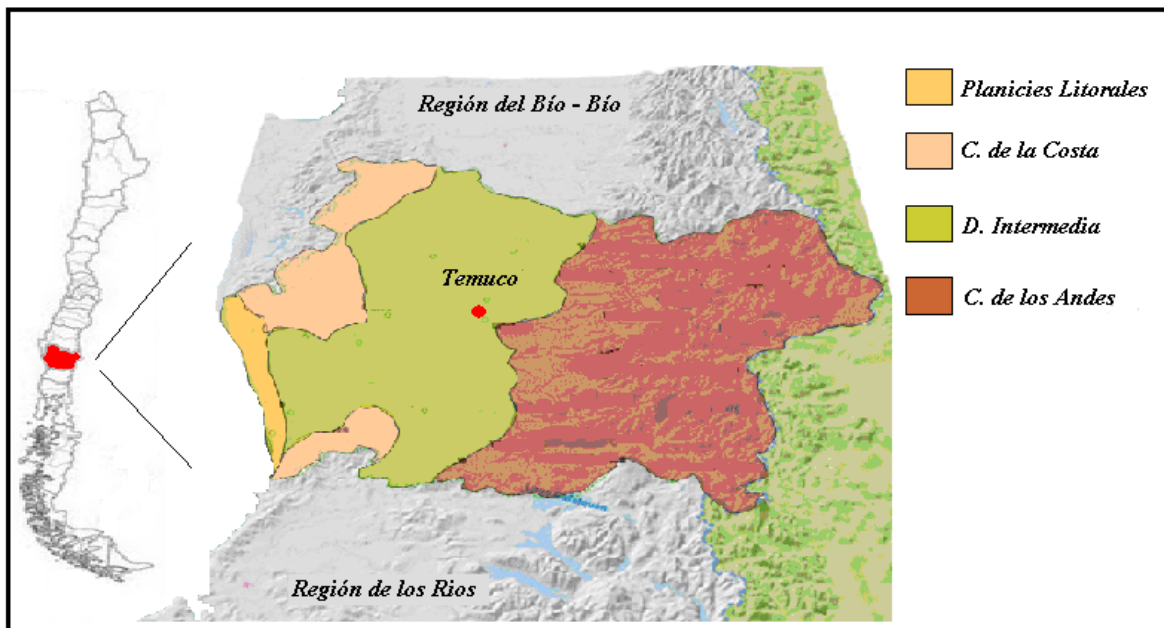 Región del Bío - Bío
Planicies Litorales
C. de la Costa
D. Intermedia
Temuco
C. de los Andes
Región de los Rios